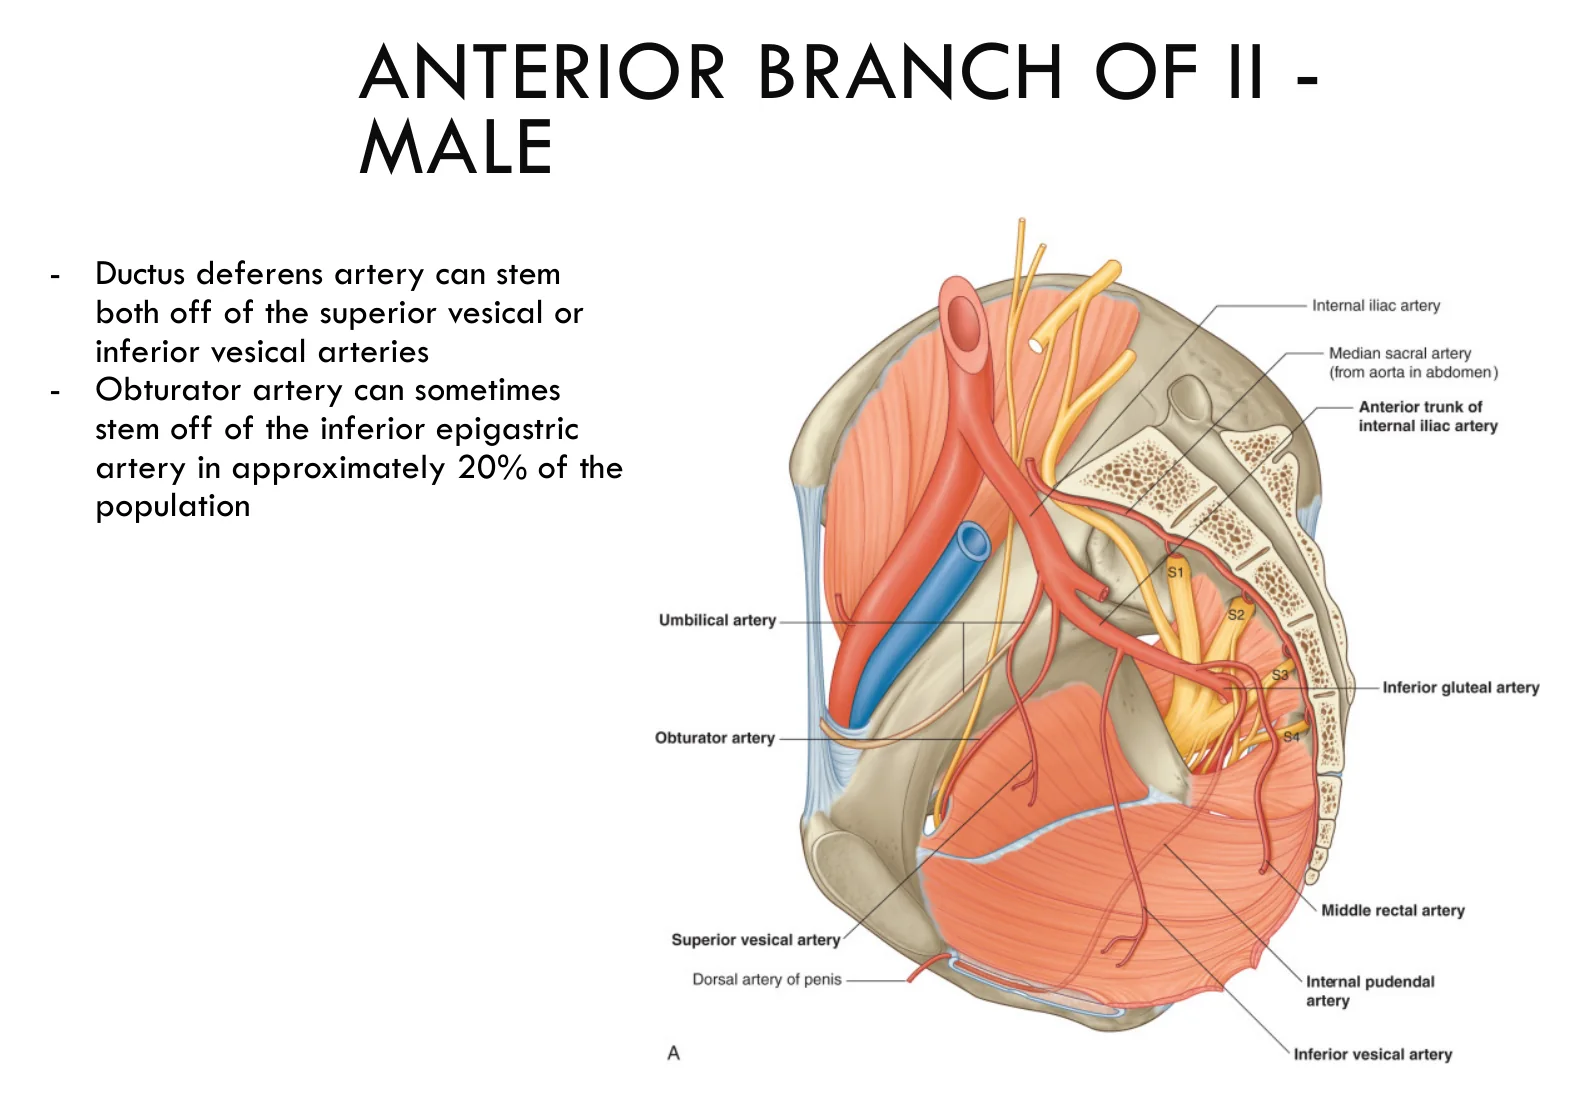 ANTERIOR BRANCH OF II -
MALE
- Ductus deferens artery can stem
both off of the superior vesical or
inferior vesical arteries
- Obturator artery can sometimes
stem off of the inferior epigastric
artery in approximately 20% of the
population
Internal iliac artery
Median sacral artery
(from aorta in abdomen)
Anterior trunk of
internal iliac artery
S1
S2
Umbilical artery
S3
Inferior gluteal artery
Obturator artery
S4
Middle rectal artery
Superior vesical artery
Dorsal artery of penis
Internal pudendal
artery
A
Inferior vesical artery